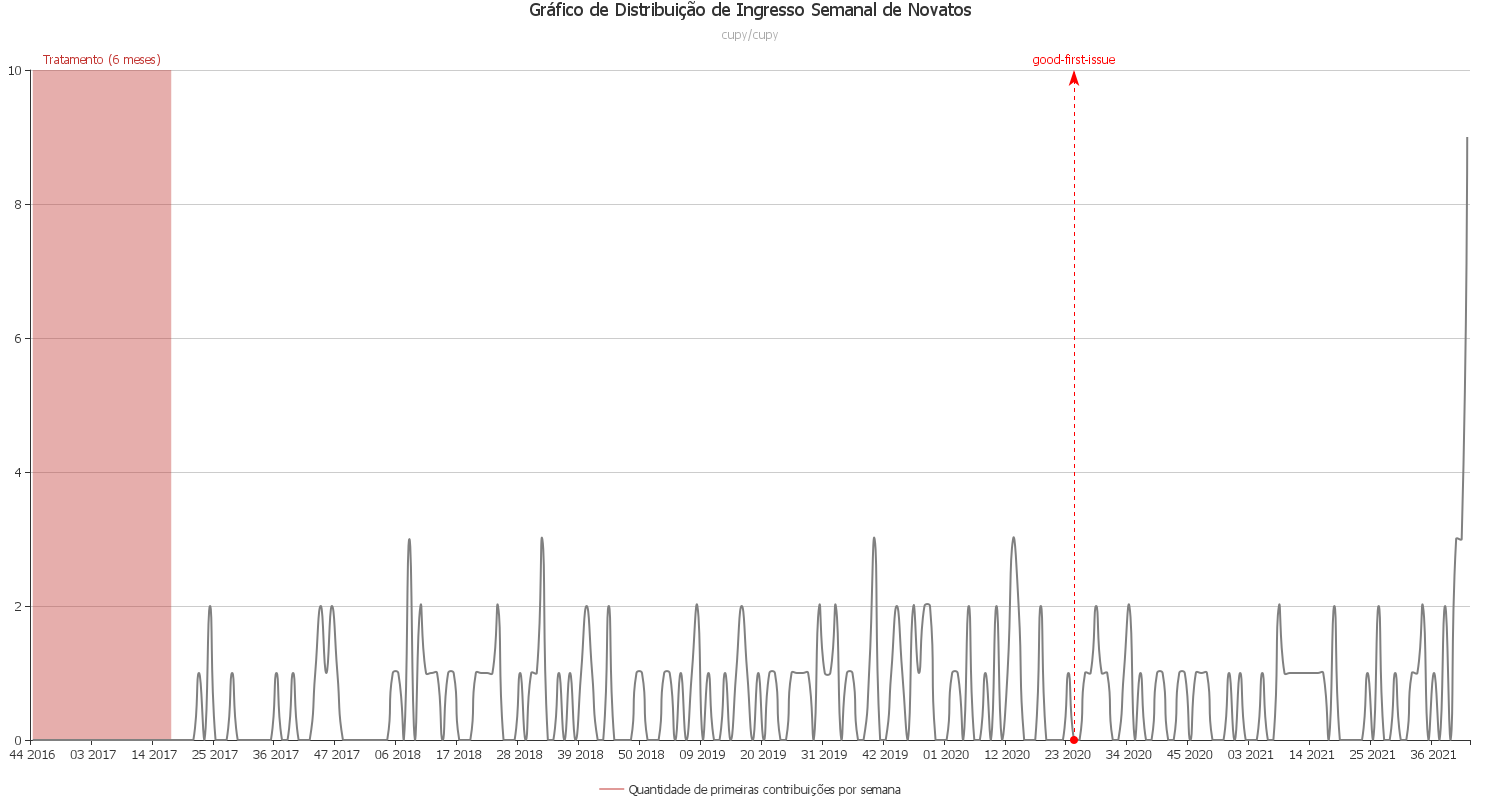 Gráfico de Distribuição de Ingresso Semanal de Novatos
cupy/cupy
Tratamento (6 meses)
good-first-issue
10
8
6
4
2
0
44 2016 03 2017 14 2017 25 2017 36 2017 47 2017 06 2018 17 2018 28 2018 39 2018 50 2018 09 2019 20 2019 31 2019 42 2019 01 2020 12 2020 23 2020 34 2020 45 2020 03 2021 14 2021 25 2021 36 2021
Quantidade de primeiras contribuições por semana